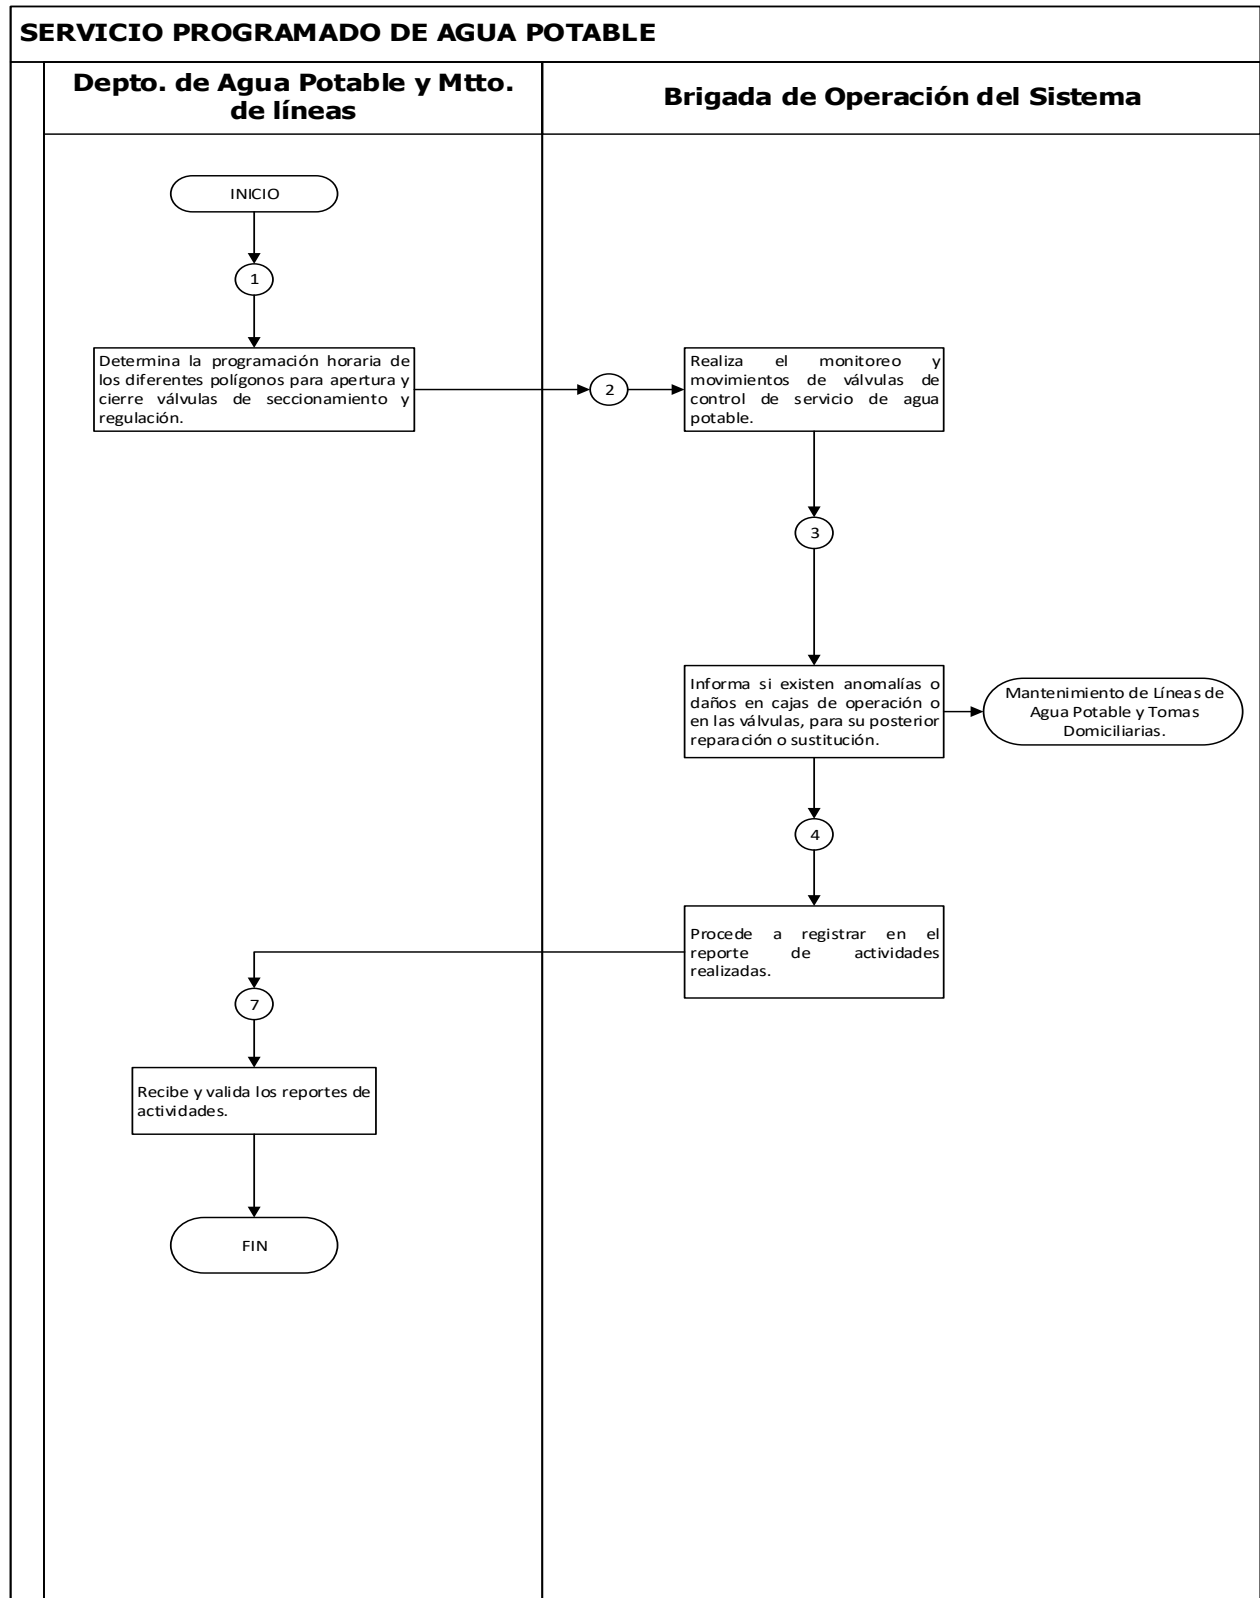 SERVICIO PROGRAMADO DE AGUA POTABLE
Depto. de Agua Potable y Mtto.
de líneas
Brigada de Operación del Sistema
INICIO
1
Determina la programación horaria de
los diferentes polígonos para apertura y
cierre válvulas de seccionamiento y
regulación.
2
Realiza el monitoreo y
movimientos de válvulas de
control de servicio de agua
potable.
3
Informa si existen anomalías o
daños en cajas de operación o
en las válvulas, para su posterior
reparación o sustitución.
Mantenimiento de Líneas de
Agua Potable y Tomas
Domiciliarias.
4
Procede a registrar en el
reporte de actividades
realizadas.
7
Recibe y valida los reportes de
actividades.
FIN